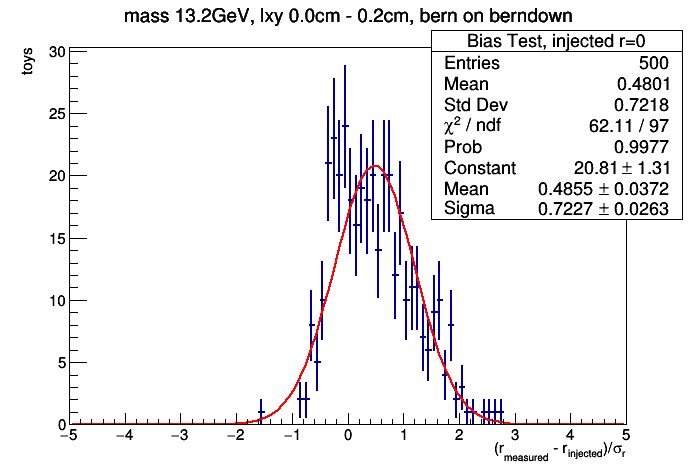 mass 13.2GeV, lxy 0.0cm - 0.2cm, bern on berndown
Bias Test, injected r=0
Entries 500
Mean 0.4801
Std Dev 0.7218
χ² / ndf 62.11 / 97
Prob 0.9977
Constant 20.81 ± 1.31
Mean 0.4855 ± 0.0372
Sigma 0.7227 ± 0.0263
toys
30
25
20
15
10
5
0
−5 −4 −3 −2 −1 0 1 2 3 4 5
(r_measured - r_injected)/σ_r